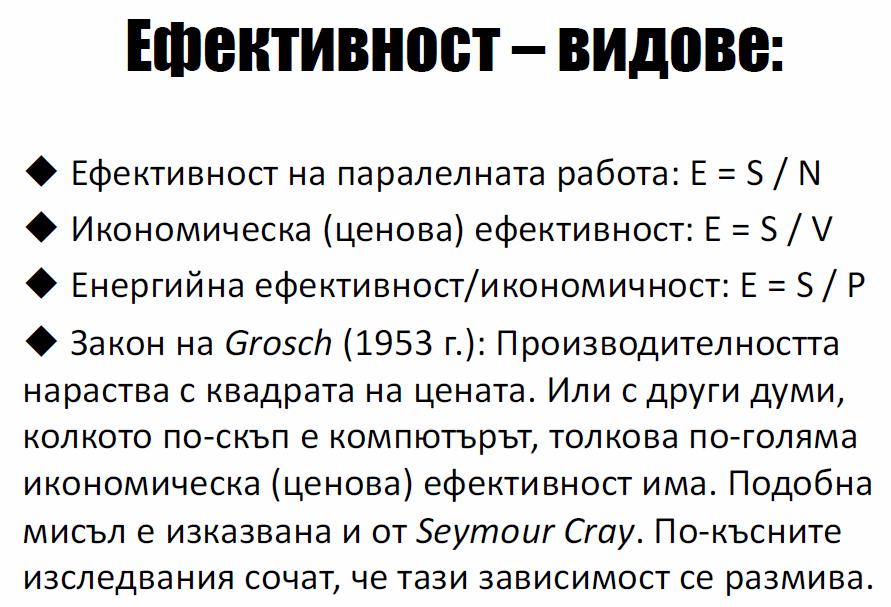 Ефективност – видове:
◆ Ефективност на паралелната работа: E = S / N
◆ Икономическа (ценова) ефективност: E = S / V
◆ Енергийна ефективност/икономичност: E = S / P
◆ Закон на Grosch (1953 г.): Производителността
нараства с квадрата на цената. Или с други думи,
колкото по-скъп е компютърът, толкова по-голяма
икономическа (ценова) ефективност има. Подобна
мисъл е изказвана и от Seymour Cray. По-късните
изследвания сочат, че тази зависимост се размива.